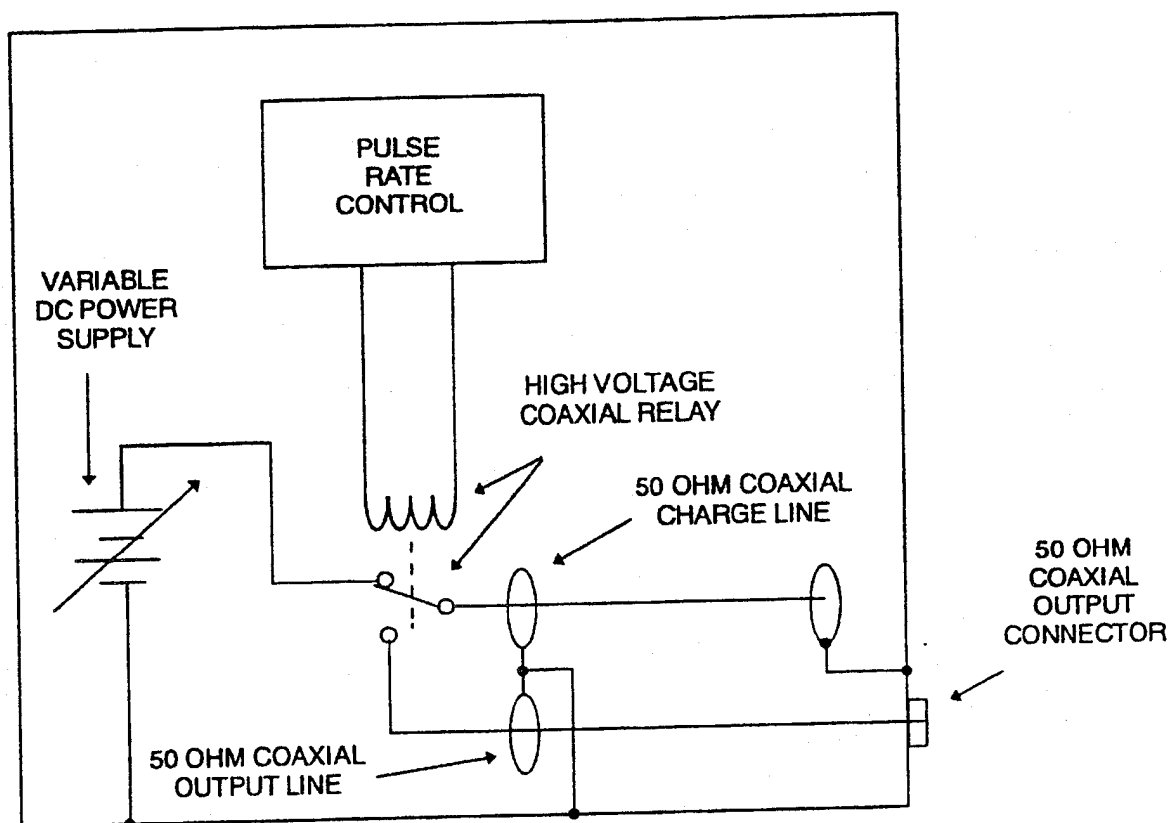 PULSE
RATE
CONTROL
VARIABLE
DC POWER
SUPPLY
HIGH VOLTAGE
COAXIAL RELAY
50 OHM COAXIAL
CHARGE LINE
50 OHM
COAXIAL
OUTPUT
CONNECTOR
50 OHM COAXIAL
OUTPUT LINE